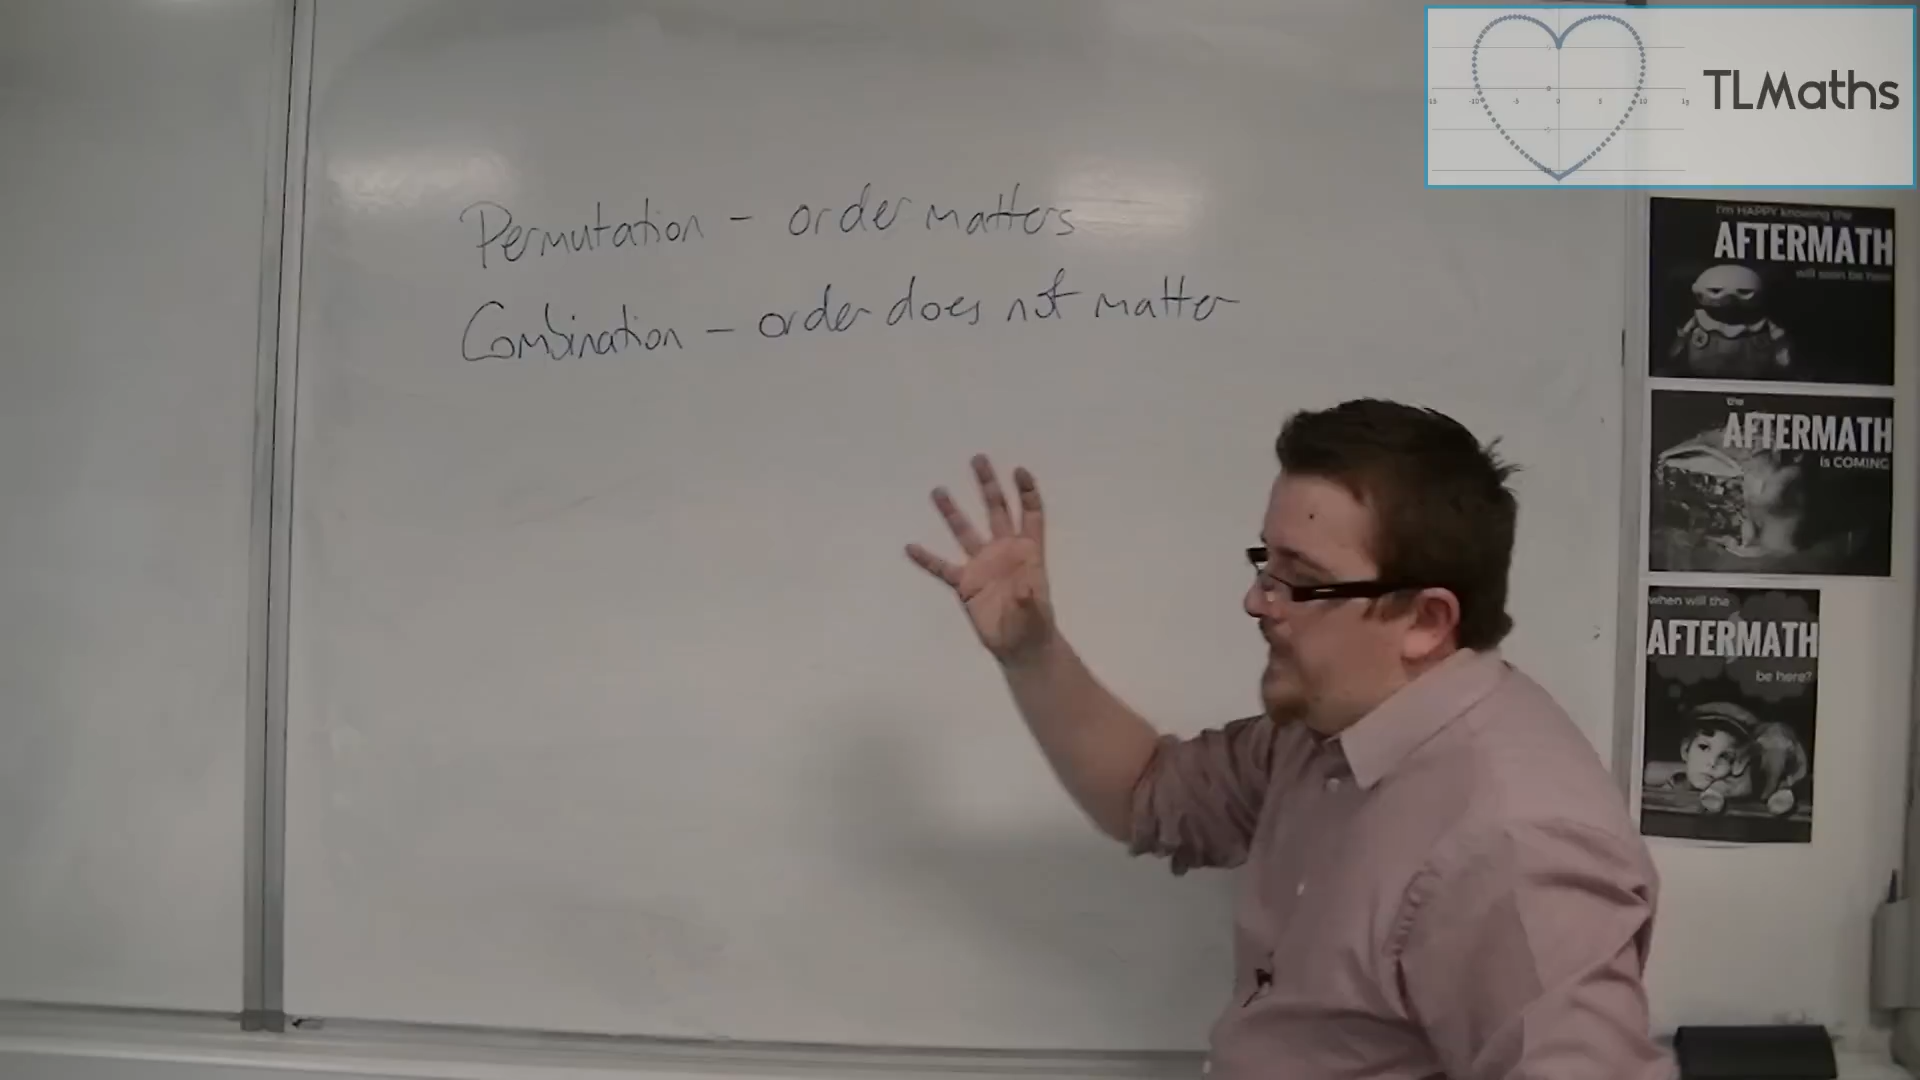 TLMaths
Permutation - order matters
Combination - order does not matter
I'm HAPPY knowing the
AFTERMATH
will soon be here
the
AFTERMATH
is COMING
when will the
AFTERMATH
be here?